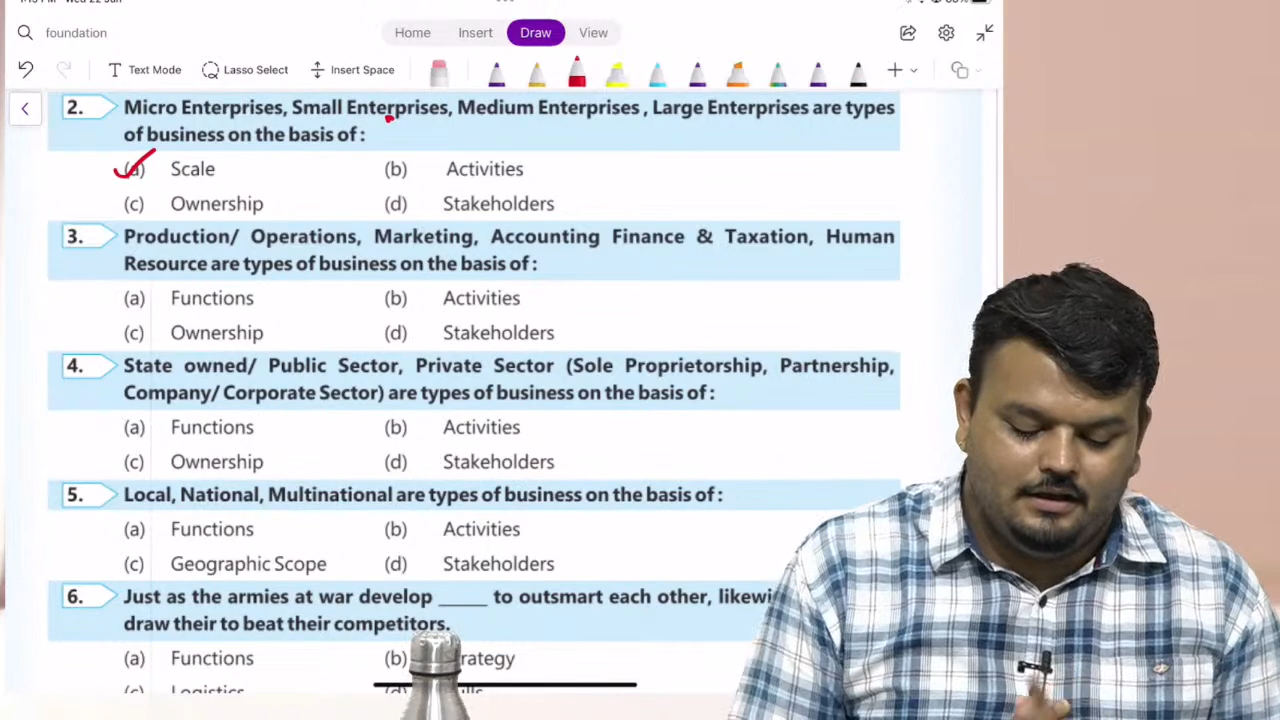 foundation
Home Insert Draw View
Text Mode Lasso Select Insert Space
2. Micro Enterprises, Small Enterprises, Medium Enterprises , Large Enterprises are types
of business on the basis of :
(a) Scale (b) Activities
(c) Ownership (d) Stakeholders
3. Production/ Operations, Marketing, Accounting Finance & Taxation, Human
Resource are types of business on the basis of :
(a) Functions (b) Activities
(c) Ownership (d) Stakeholders
4. State owned/ Public Sector, Private Sector (Sole Proprietorship, Partnership,
Company/ Corporate Sector) are types of business on the basis of :
(a) Functions (b) Activities
(c) Ownership (d) Stakeholders
5. Local, National, Multinational are types of business on the basis of :
(a) Functions (b) Activities
(c) Geographic Scope (d) Stakeholders
6. Just as the armies at war develop _____ to outsmart each other,
draw their to beat their competitors.
(a) Functions (b)
(c) Logistics